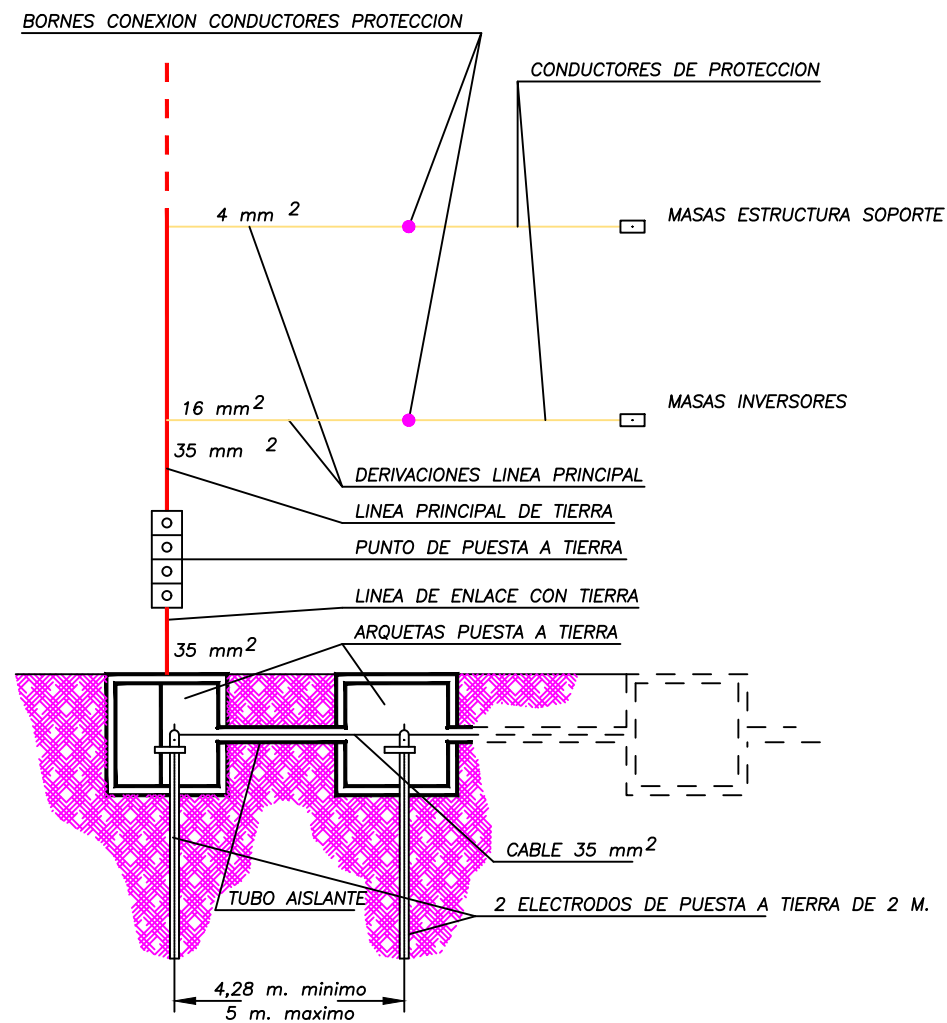 BORNES CONEXION CONDUCTORES PROTECCION
CONDUCTORES DE PROTECCION
4 mm 2
MASAS ESTRUCTURA SOPORTE
16 mm2
MASAS INVERSORES
35 mm 2
DERIVACIONES LINEA PRINCIPAL
LINEA PRINCIPAL DE TIERRA
PUNTO DE PUESTA A TIERRA
LINEA DE ENLACE CON TIERRA
ARQUETAS PUESTA A TIERRA
35 mm2
CABLE 35 mm2
TUBO AISLANTE
2 ELECTRODOS DE PUESTA A TIERRA DE 2 M.
4,28 m. minimo
5 m. maximo